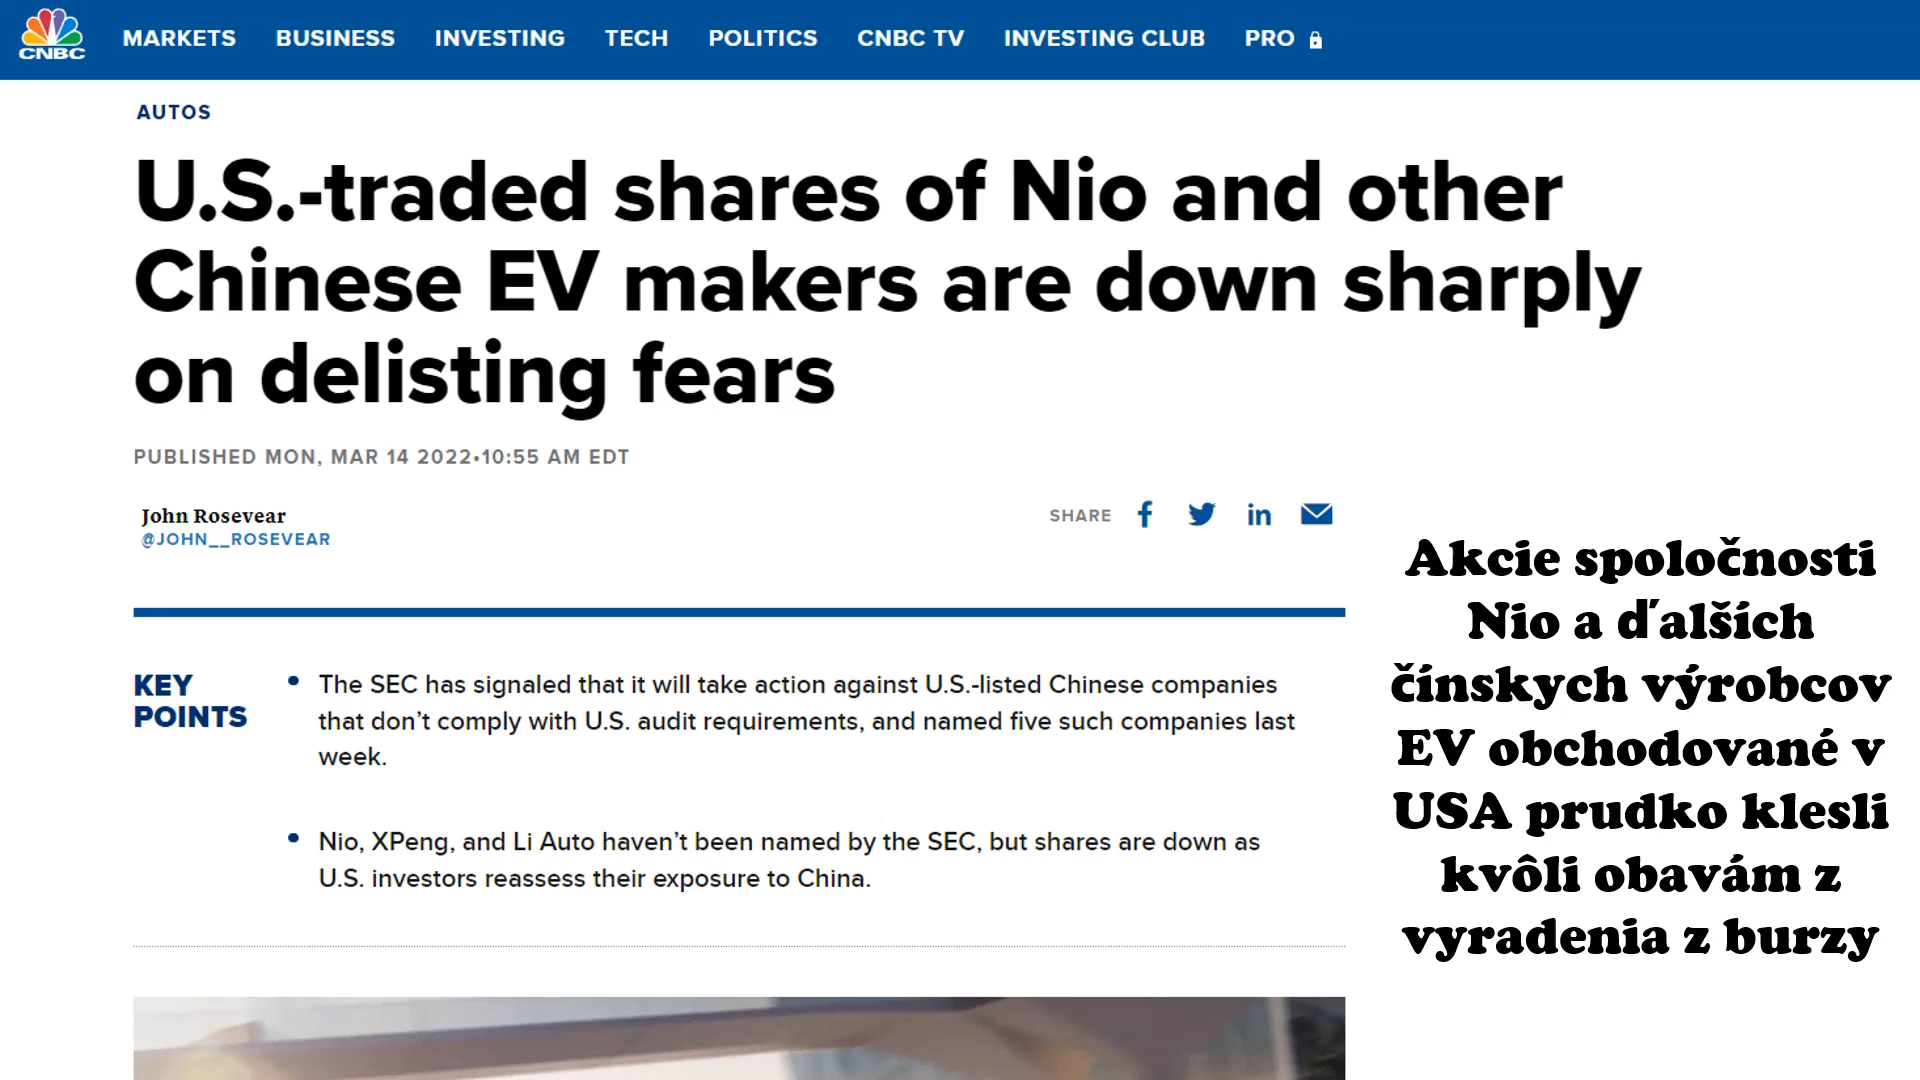 CNBC
MARKETS BUSINESS INVESTING TECH POLITICS CNBC TV INVESTING CLUB PRO
AUTOS
U.S.-traded shares of Nio and other
Chinese EV makers are down sharply
on delisting fears
PUBLISHED MON, MAR 14 2022•10:55 AM EDT
John Rosevear
@JOHN__ROSEVEAR
SHARE
KEY
POINTS
• The SEC has signaled that it will take action against U.S.-listed Chinese companies
that don’t comply with U.S. audit requirements, and named five such companies last
week.
• Nio, XPeng, and Li Auto haven’t been named by the SEC, but shares are down as
U.S. investors reassess their exposure to China.
Akcie spoločnosti
Nio a ďalších
čínskych výrobcov
EV obchodované v
USA prudko klesli
kvôli obavám z
vyradenia z burzy